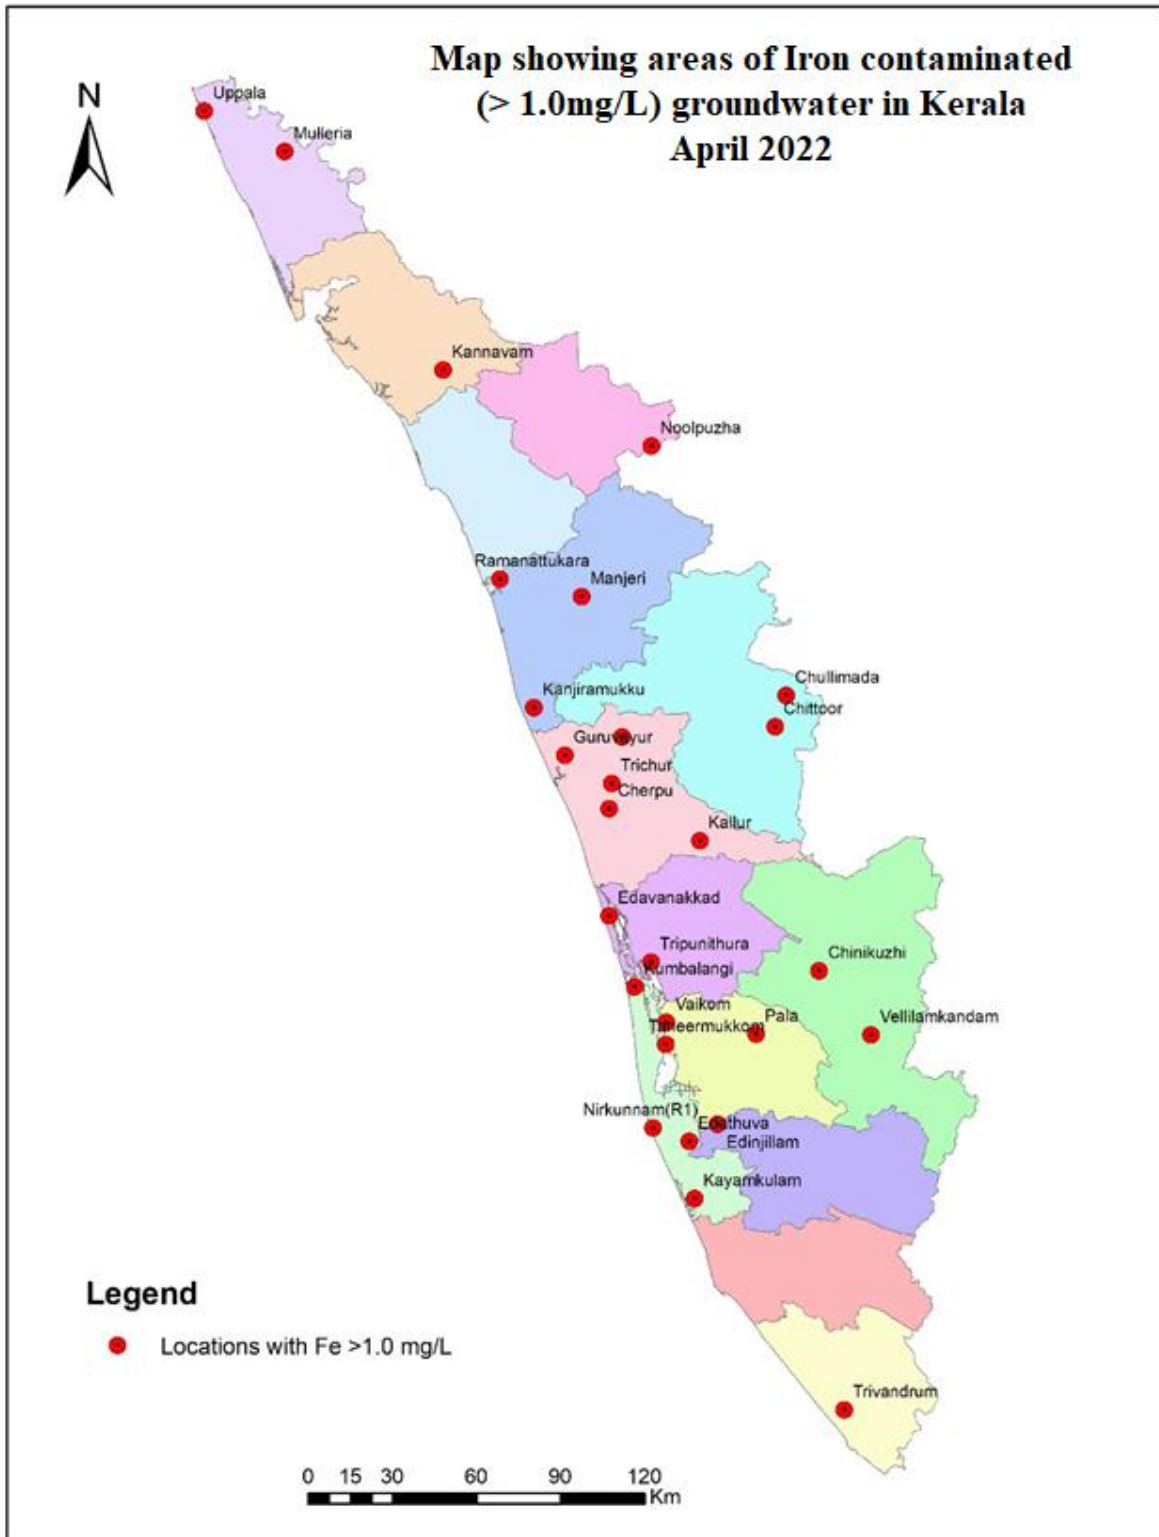 Map showing areas of Iron contaminated
(> 1.0mg/L) groundwater in Kerala
April 2022
N
Uppala
Mulleria
Kannavam
Noolpuzha
Ramanattukara
Manjeri
Chullimada
Kanjiramukku
Chittoor
Guruvayur
Trichur
Cherpu
Kallur
Edavanakkad
Tripunithura
Chinikuzhi
Kumbalangi
Vaikom
Pala
Vellilamkandam
Nirkunnam(R1)
Edathuva
Edinjillam
Kayamkulam
Legend
Locations with Fe >1.0 mg/L
Trivandrum
0 15 30 60 90 120
Km